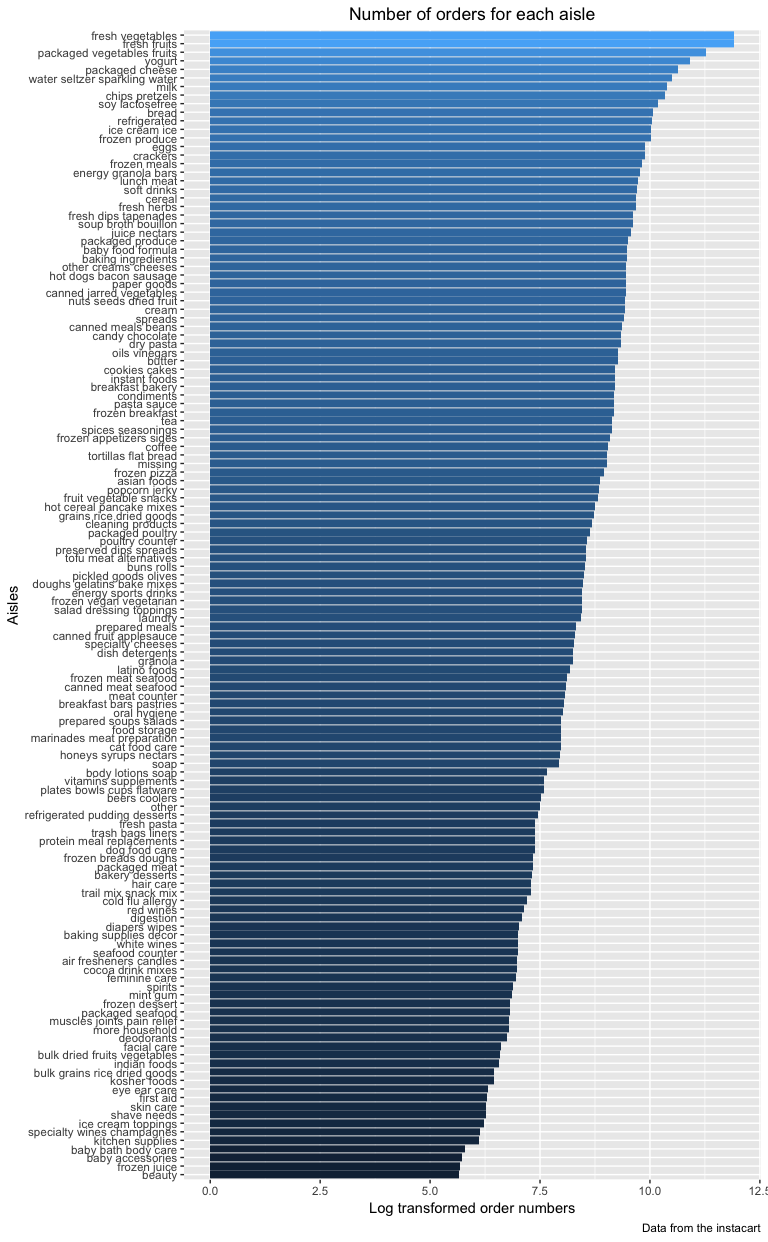 Number of orders for each aisle
fresh vegetables
fresh fruits
packaged vegetables fruits
yogurt
packaged cheese
water seltzer sparkling water
milk
chips pretzels
soy lactosefree
bread
refrigerated
ice cream ice
frozen produce
eggs
crackers
frozen meals
energy granola bars
lunch meat
soft drinks
cereal
fresh herbs
fresh dips tapenades
soup broth bouillon
juice nectars
packaged produce
baby food formula
baking ingredients
other creams cheeses
hot dogs bacon sausage
paper goods
canned jarred vegetables
nuts seeds dried fruit
cream
spreads
canned meals beans
candy chocolate
dry pasta
oils vinegars
butter
cookies cakes
instant foods
breakfast bakery
condiments
pasta sauce
frozen breakfast
tea
spices seasonings
frozen appetizers sides
coffee
tortillas flat bread
missing
frozen pizza
asian foods
popcorn jerky
fruit vegetable snacks
hot cereal pancake mixes
grains rice dried goods
cleaning products
packaged poultry
poultry counter
preserved dips spreads
tofu meat alternatives
buns rolls
pickled goods olives
doughs gelatins bake mixes
energy sports drinks
frozen vegan vegetarian
salad dressing toppings
laundry
prepared meals
canned fruit applesauce
specialty cheeses
dish detergents
granola
latino foods
frozen meat seafood
canned meat seafood
meat counter
breakfast bars pastries
oral hygiene
prepared soups salads
food storage
marinades meat preparation
cat food care
honeys syrups nectars
soap
body lotions soap
vitamins supplements
plates bowls cups flatware
beers coolers
other
refrigerated pudding desserts
fresh pasta
trash bags liners
protein meal replacements
dog food care
frozen breads doughs
packaged meat
bakery desserts
hair care
trail mix snack mix
cold flu allergy
red wines
digestion
diapers wipes
baking supplies decor
white wines
seafood counter
air fresheners candles
cocoa drink mixes
feminine care
spirits
mint gum
frozen dessert
packaged seafood
muscles joints pain relief
more household
deodorants
facial care
bulk dried fruits vegetables
indian foods
bulk grains rice dried goods
kosher foods
eye ear care
first aid
skin care
shave needs
ice cream toppings
specialty wines champagnes
kitchen supplies
baby bath body care
baby accessories
frozen juice
beauty
Aisles
0.0 2.5 5.0 7.5 10.0 12.5
Log transformed order numbers
Data from the instacart